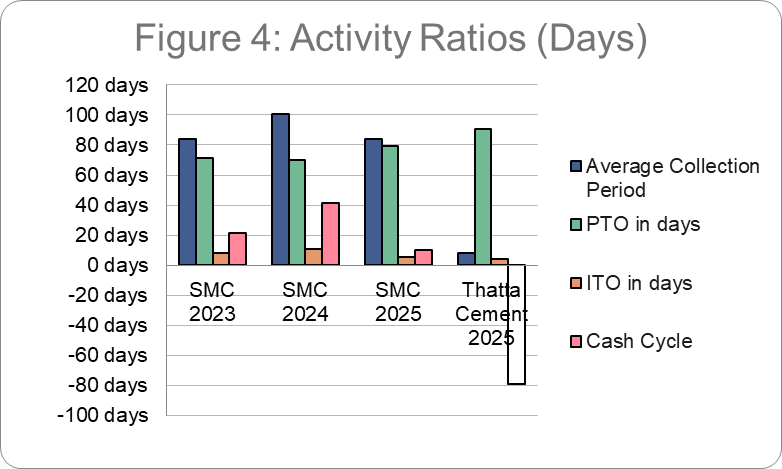 Figure 4: Activity Ratios (Days)
120 days
100 days
80 days
60 days
40 days
20 days
0 days
-20 days
-40 days
-60 days
-80 days
-100 days
SMC
2023
SMC
2024
SMC
2025
Thatta
Cement
2025
Average Collection
Period
PTO in days
ITO in days
Cash Cycle